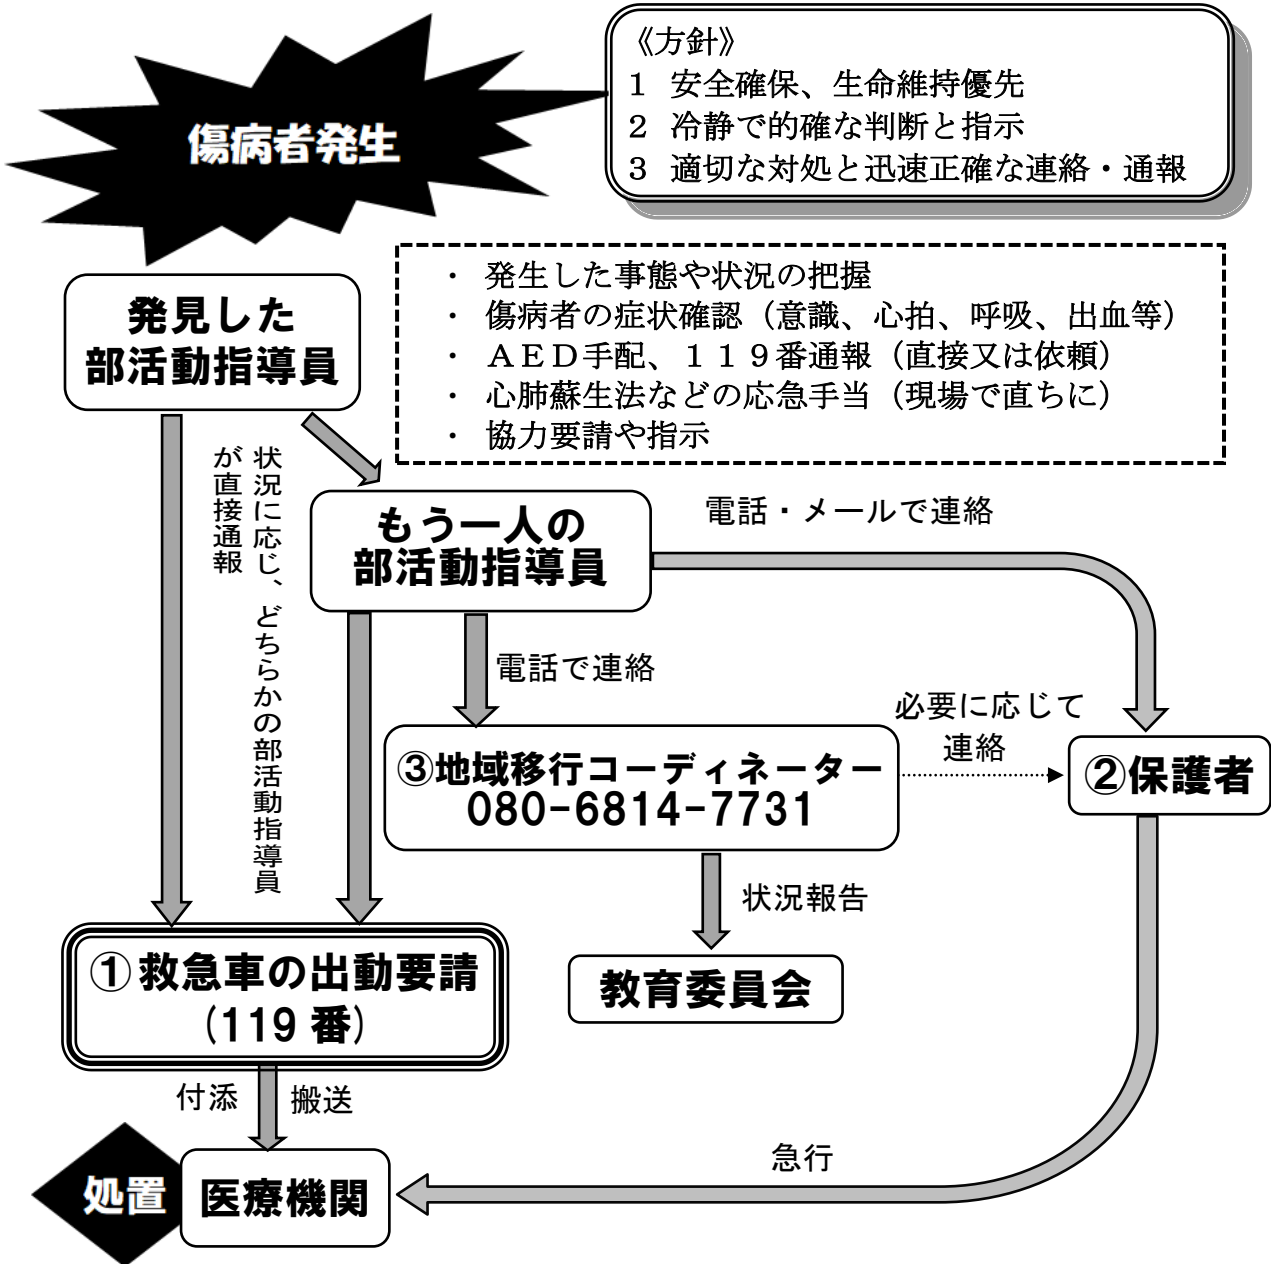 傷病者発生
《方針》
１ 安全確保、生命維持優先
２ 冷静で的確な判断と指示
３ 適切な対処と迅速正確な連絡・通報
・ 発生した事態や状況の把握
・ 傷病者の症状確認（意識、心拍、呼吸、出血等）
・ ＡＥＤ手配、１１９番通報（直接又は依頼）
・ 心肺蘇生法などの応急手当（現場で直ちに）
・ 協力要請や指示
発見した
部活動指導員
状況に応じ、どちらかの部活動指導員
が直接通報
もう一人の
部活動指導員
電話・メールで連絡
電話で連絡
必要に応じて
連絡
③地域移行コーディネーター
080-6814-7731
②保護者
状況報告
教育委員会
①救急車の出動要請
(119 番)
付添
搬送
急行
処置
医療機関